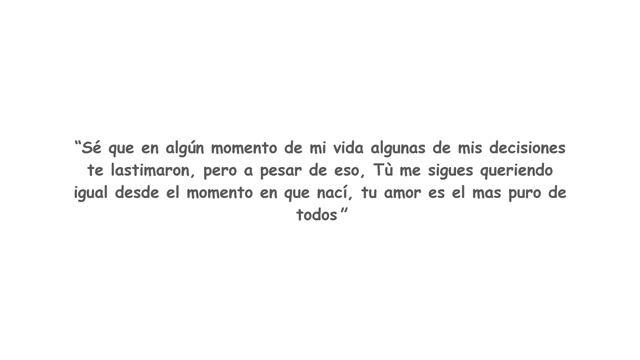 “Sé que en algún momento de mi vida algunas de mis decisiones
te lastimaron, pero a pesar de eso, Tù me sigues queriendo
igual desde el momento en que nací, tu amor es el mas puro de
todos”